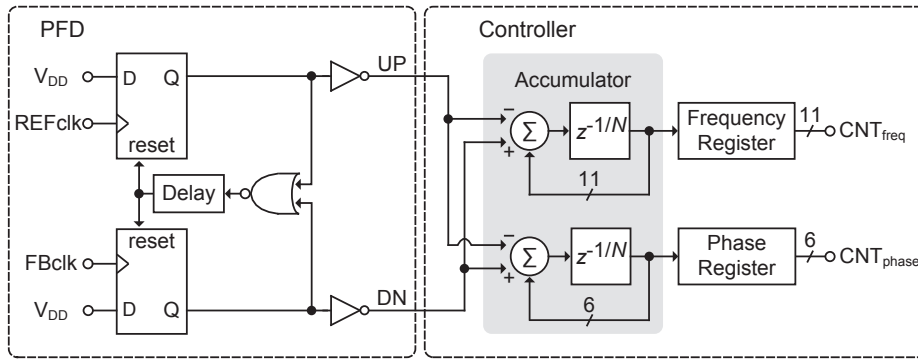 PFD
V_DD
D
Q
REFclk
reset
Delay
reset
FBclk
V_DD
D
Q
UP
DN
Controller
Accumulator
−
+
Σ
z^-1/N
11
Frequency
Register
11
CNT_freq
−
+
Σ
z^-1/N
6
Phase
Register
6
CNT_phase